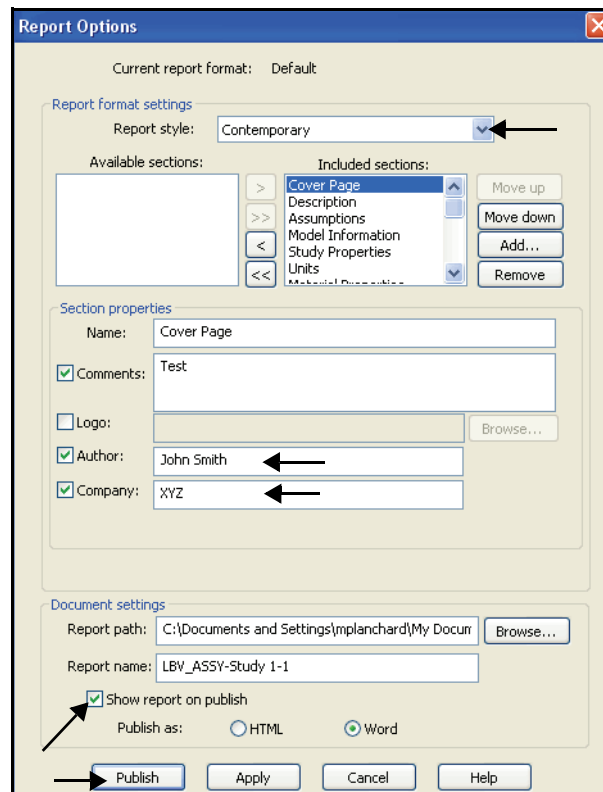 Report Options
Current report format: Default
Report format settings
Report style: Contemporary
Available sections: Included sections:
> Cover Page Move up
Description
>> Assumptions Move down
Model Information
< Study Properties Add...
Units
<< Material Properties Remove
Section properties
Name: Cover Page
Comments: Test
Logo: Browse...
Author: John Smith
Company: XYZ
Document settings
Report path: C:\Documents and Settings\mplanchard\My Docum Browse...
Report name: LBV_ASSY-Study 1-1
Show report on publish
Publish as: HTML Word
Publish Apply Cancel Help